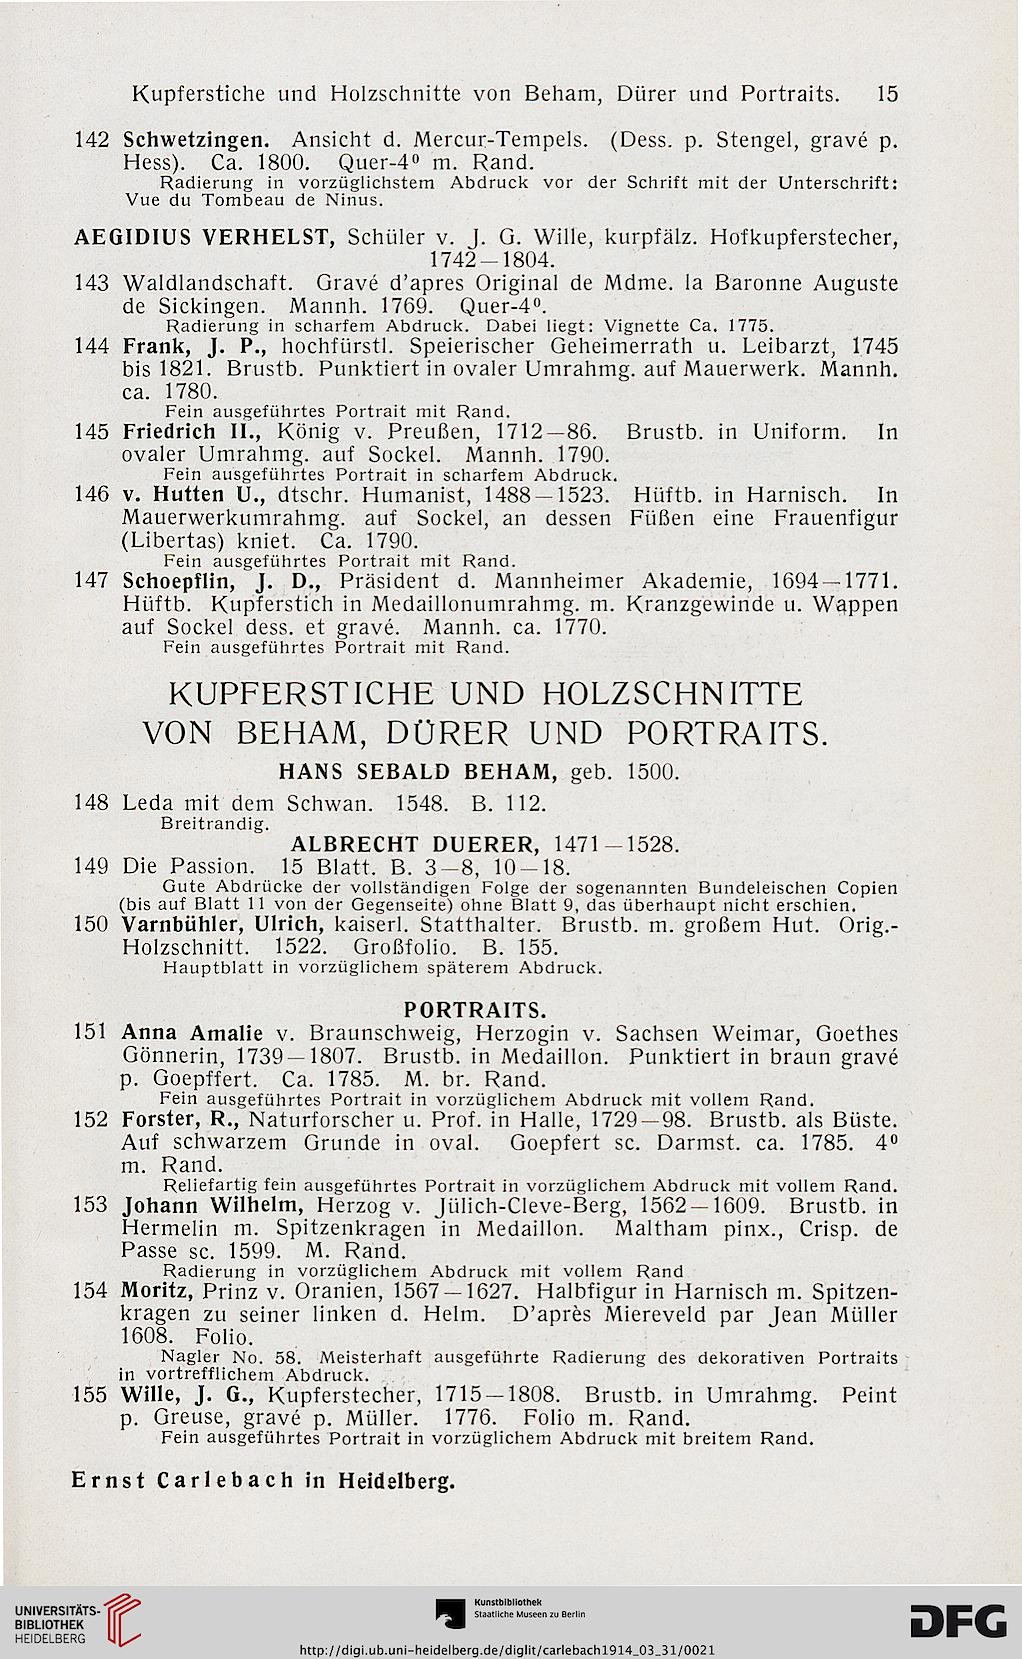 Kupferstiche und Holzschnitte von Beham, Dürer und Portraits. 15
142 Schwetzingen. Ansicht d. Mercur-Tempels. (Dess. p. Stengel, gravé p.
Hess). Ca. 1800. Quer-4⁰ m. Rand.
Radierung in vorzüglichstem Abdruck vor der Schrift mit der Unterschrift:
Vue du Tombeau de Ninus.
AEGIDIUS VERHELST, Schüler v. J. G. Wille, kurpfälz. Hofkupferstecher,
1742—1804.
143 Waldlandschaft. Gravé d'apres Original de Mdme. la Baronne Auguste
de Sickingen. Mannh. 1769. Quer-4⁰.
Radierung in scharfem Abdruck. Dabei liegt: Vignette Ca. 1775.
144 Frank, J. P., hochfürstl. Speierischer Geheimerrath u. Leibarzt, 1745
bis 1821. Brustb. Punktiert in ovaler Umrahmg. auf Mauerwerk. Mannh.
ca. 1780.
Fein ausgeführtes Portrait mit Rand.
145 Friedrich II., König v. Preußen, 1712—86. Brustb. in Uniform. In
ovaler Umrahmg. auf Sockel. Mannh. 1790.
Fein ausgeführtes Portrait in scharfem Abdruck.
146 v. Hutten U., dtschr. Humanist, 1488—1523. Hüftb. in Harnisch. In
Mauerwerkumrahmg. auf Sockel, an dessen Füßen eine Frauenfigur
(Libertas) kniet. Ca. 1790.
Fein ausgeführtes Portrait mit Rand.
147 Schoepflin, J. D., Präsident d. Mannheimer Akademie, 1694—1771.
Hüftb. Kupferstich in Medaillonumrahmg. m. Kranzgewinde u. Wappen
auf Sockel dess. et gravé. Mannh. ca. 1770.
Fein ausgeführtes Portrait mit Rand.
KUPFERSTICHE UND HOLZSCHNITTE
VON BEHAM, DÜRER UND PORTRAITS.
HANS SEBALD BEHAM, geb. 1500.
148 Leda mit dem Schwan. 1548. B. 112.
Breitrandig.
ALBRECHT DUERER, 1471—1528.
149 Die Passion. 15 Blatt. B. 3—8, 10—18.
Gute Abdrücke der vollständigen Folge der sogenannten Bundeleischen Copien
(bis auf Blatt 11 von der Gegenseite) ohne Blatt 9, das überhaupt nicht erschien.
150 Varnbühler, Ulrich, kaiserl. Statthalter. Brustb. m. großem Hut. Orig.-
Holzschnitt. 1522. Großfolio. B. 155.
Hauptblatt in vorzüglichem späterem Abdruck.
PORTRAITS.
151 Anna Amalie v. Braunschweig, Herzogin v. Sachsen Weimar, Goethes
Gönnerin, 1739—1807. Brustb. in Medaillon. Punktiert in braun gravé
p. Goepffert. Ca. 1785. M. br. Rand.
Fein ausgeführtes Portrait in vorzüglichem Abdruck mit vollem Rand.
152 Forster, R., Naturforscher u. Prof. in Halle, 1729—98. Brustb. als Büste.
Auf schwarzem Grunde in oval. Goepfert sc. Darmst. ca. 1785. 4⁰
m. Rand.
Reliefartig fein ausgeführtes Portrait in vorzüglichem Abdruck mit vollem Rand.
153 Johann Wilhelm, Herzog v. Jülich-Cleve-Berg, 1562—1609. Brustb. in
Hermelin m. Spitzenkragen in Medaillon. Maltham pinx., Crisp. de
Passe sc. 1599. M. Rand.
Radierung in vorzüglichem Abdruck mit vollem Rand
154 Moritz, Prinz v. Oranien, 1567—1627. Halbfigur in Harnisch m. Spitzen-
kragen zu seiner linken d. Helm. D'après Miereveld par Jean Müller
1608. Folio.
Nagler No. 58. Meisterhaft ausgeführte Radierung des dekorativen Portraits
in vortrefflichem Abdruck.
155 Wille, J. G., Kupferstecher, 1715—1808. Brustb. in Umrahmg. Peint
p. Greuse, gravé p. Müller. 1776. Folio m. Rand.
Fein ausgeführtes Portrait in vorzüglichem Abdruck mit breitem Rand.
Ernst Carlebach in Heidelberg.
UNIVERSITÄTS-
BIBLIOTHEK
HEIDELBERG
Kunstbibliothek
Staatliche Museen zu Berlin
DFG
http://digi.ub.uni-heidelberg.de/diglit/carlebach1914_03_31/0021